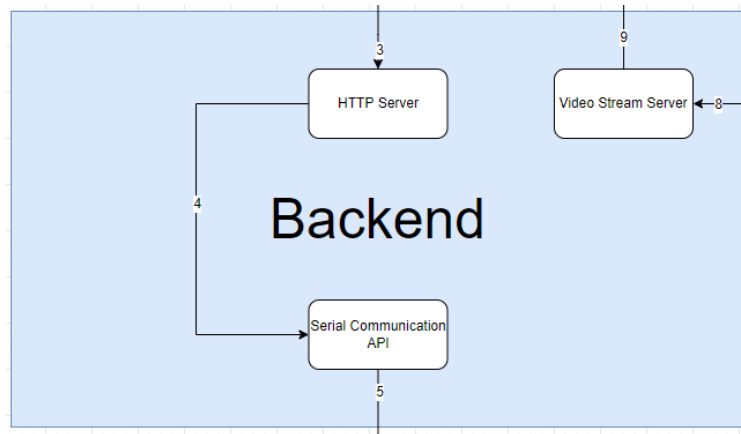 3
9
HTTP Server
Video Stream Server
8
4
Backend
Serial Communication
API
5